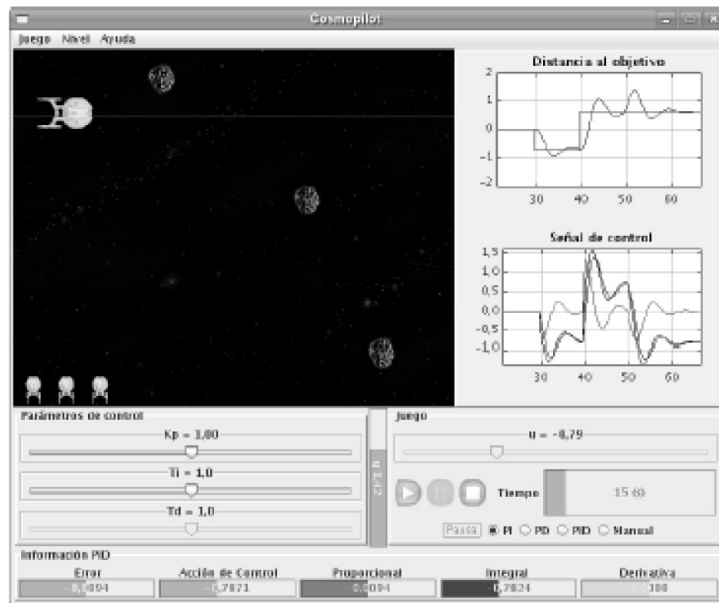 Cosmopilot
Juego Nivel Ayuda
Distancia al objetivo
2
1
0
-1
-2
30 40 50 60
Señal de control
1,5
1,0
0,5
0,0
-0,5
-1,0
30 40 50 60
Parámetros de control
Kp = 1,00
Ti = 1,0
Td = 1,0
Juego
u = -0,79
Tiempo
Pausa PI PD PID Manual
Información PID
Error Acción de Control Proporcional Integral Derivativa